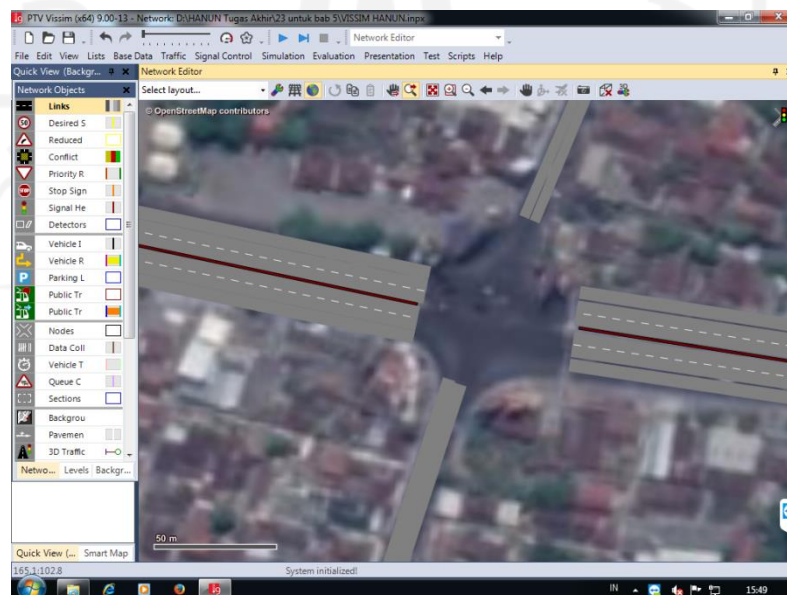 PTV Vissim (x64) 9.00-13 - Network: D:\HANUN Tugas Akhir\23 untuk bab 5\VISSIM HANUN.inpx
Network Editor
File Edit View Lists Base Data Traffic Signal Control Simulation Evaluation Presentation Test Scripts Help
Quick View (Backgr... Network Editor
Network Objects Select layout...
© OpenStreetMap contributors
Links
50
Desired S
Reduced
Conflict
Priority R
STOP
Stop Sign
Signal He
Detectors
Vehicle I
Vehicle R
P
Parking L
Public Tr
Public Tr
Nodes
Data Coll
Vehicle T
Queue C
Sections
Backgrou
Pavemen
3D Traffic
Netwo... Levels Backgr...
50 m
Quick View (... Smart Map
165.1:102.8 System initialized!
IN 15:49